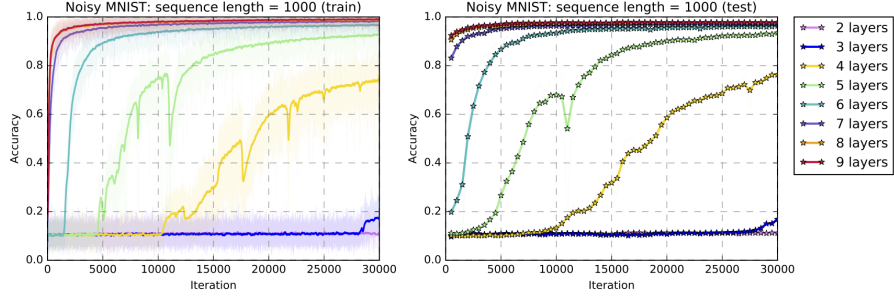 Noisy MNIST: sequence length = 1000 (train)
1.0
0.8
0.6
0.4
0.2
0.0
Accuracy
0 5000 10000 15000 20000 25000 30000
Iteration
Noisy MNIST: sequence length = 1000 (test)
1.0
0.8
0.6
0.4
0.2
0.0
Accuracy
0 5000 10000 15000 20000 25000 30000
Iteration
2 layers
3 layers
4 layers
5 layers
6 layers
7 layers
8 layers
9 layers